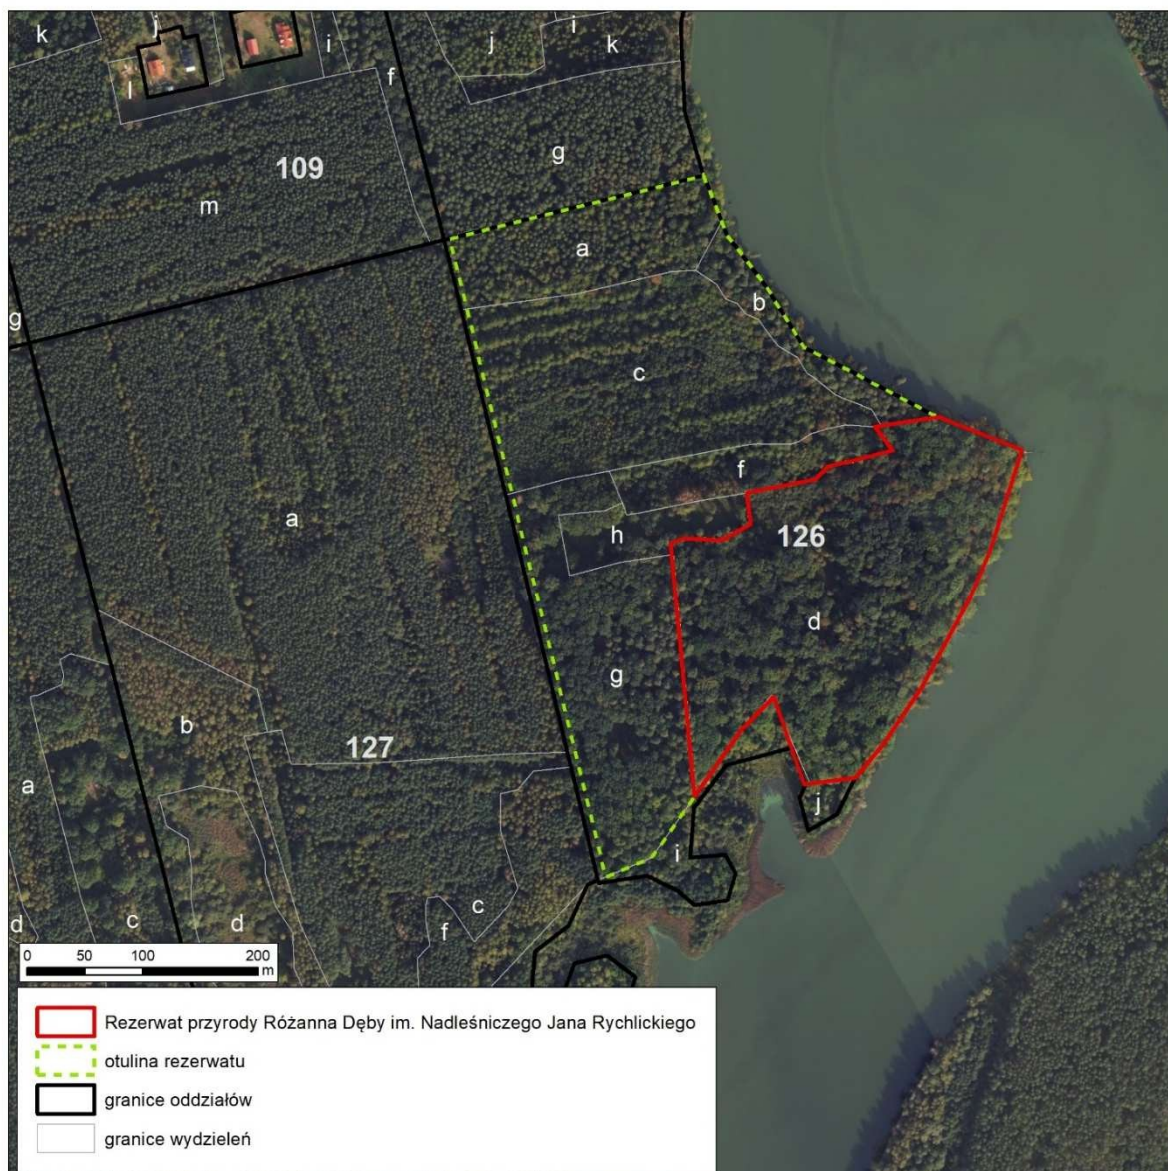 k
j
i
j
i
k
l
f
109
g
m
a
g
b
c
a
f
h
126
d
g
b
127
a
j
i
c
d
c
d
f
0 50 100 200
m
Rezerwat przyrody Różanna Dęby im. Nadleśniczego Jana Rychlickiego
otulina rezerwatu
granice oddziałów
granice wydzieleń